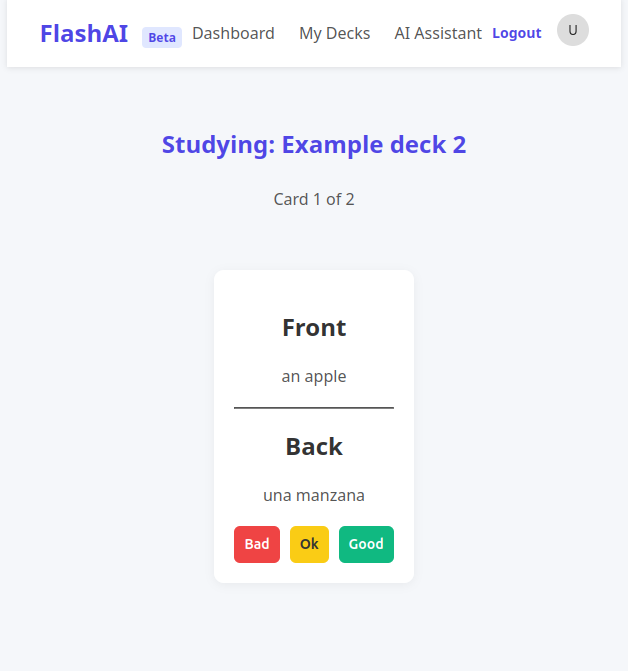 FlashAI Beta Dashboard My Decks AI Assistant Logout U
Studying: Example deck 2
Card 1 of 2
Front
an apple
Back
una manzana
Bad Ok Good